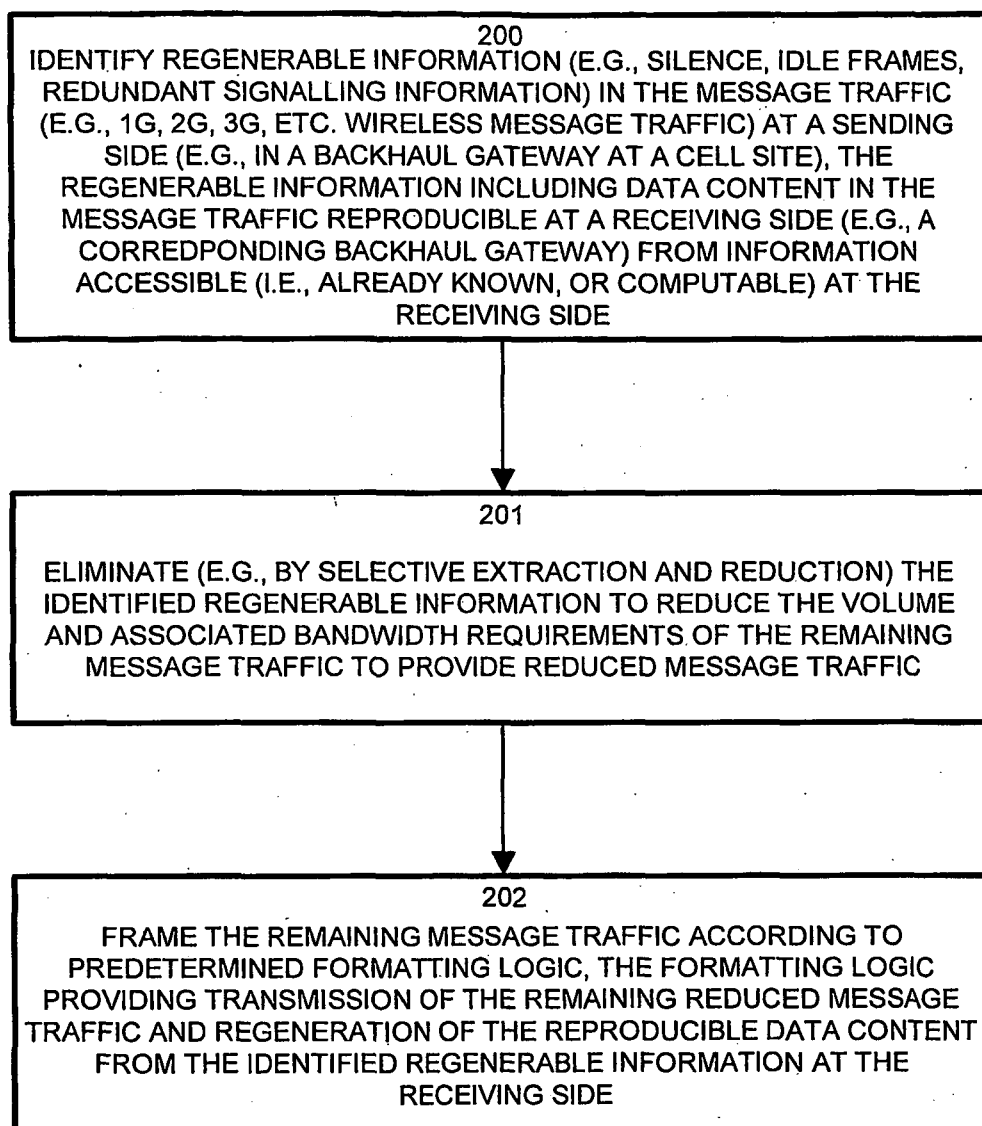 200
IDENTIFY REGENERABLE INFORMATION (E.G., SILENCE, IDLE FRAMES,
REDUNDANT SIGNALLING INFORMATION) IN THE MESSAGE TRAFFIC
(E.G., 1G, 2G, 3G, ETC. WIRELESS MESSAGE TRAFFIC) AT A SENDING
SIDE (E.G., IN A BACKHAUL GATEWAY AT A CELL SITE), THE
REGENERABLE INFORMATION INCLUDING DATA CONTENT IN THE
MESSAGE TRAFFIC REPRODUCIBLE AT A RECEIVING SIDE (E.G., A
CORREDPONDING BACKHAUL GATEWAY) FROM INFORMATION
ACCESSIBLE (I.E., ALREADY KNOWN, OR COMPUTABLE) AT THE
RECEIVING SIDE
201
ELIMINATE (E.G., BY SELECTIVE EXTRACTION AND REDUCTION) THE
IDENTIFIED REGENERABLE INFORMATION TO REDUCE THE VOLUME
AND ASSOCIATED BANDWIDTH REQUIREMENTS OF THE REMAINING
MESSAGE TRAFFIC TO PROVIDE REDUCED MESSAGE TRAFFIC
202
FRAME THE REMAINING MESSAGE TRAFFIC ACCORDING TO
PREDETERMINED FORMATTING LOGIC, THE FORMATTING LOGIC
PROVIDING TRANSMISSION OF THE REMAINING REDUCED MESSAGE
TRAFFIC AND REGENERATION OF THE REPRODUCIBLE DATA CONTENT
FROM THE IDENTIFIED REGENERABLE INFORMATION AT THE
RECEIVING SIDE